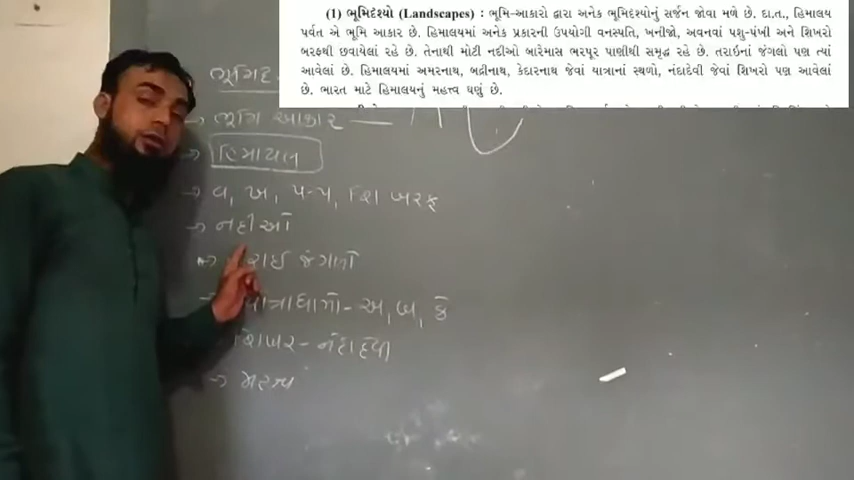 (1) ભૂમિદૃશ્યો (Landscapes) : ભૂમિ-આકારો દ્વારા અનેક ભૂમિદૃશ્યોનું સર્જન જોવા મળે છે. દા.ત., હિમાલય
પર્વત એ ભૂમિ આકાર છે. હિમાલયમાં અનેક પ્રકારની ઉપયોગી વનસ્પતિ, ખનીજો, અવનવાં પશુ-પંખી અને શિખરો
બરફથી છવાયેલાં રહે છે. તેનાથી મોટી નદીઓ બારેમાસ ભરપૂર પાણીથી સમૃદ્ધ રહે છે. તરાઇનાં જંગલો પણ ત્યાં
આવેલાં છે. હિમાલયમાં અમરનાથ, બદ્રીનાથ, કેદારનાથ જેવાં યાત્રાનાં સ્થળો, નંદાદેવી જેવાં શિખરો પણ આવેલાં
છે. ભારત માટે હિમાલયનું મહત્ત્વ ઘણું છે.
ભૂમિદ
→ ભૂમિ આકાર —
→ હિમાલય
→ વ, ખ, પ-પ, શિ બરફ
→ નદીઓ
રાઈ જંગલો
યાત્રાધામો - અ, બ, કે
શિખર - નંદાદેવી
→ મહત્વ